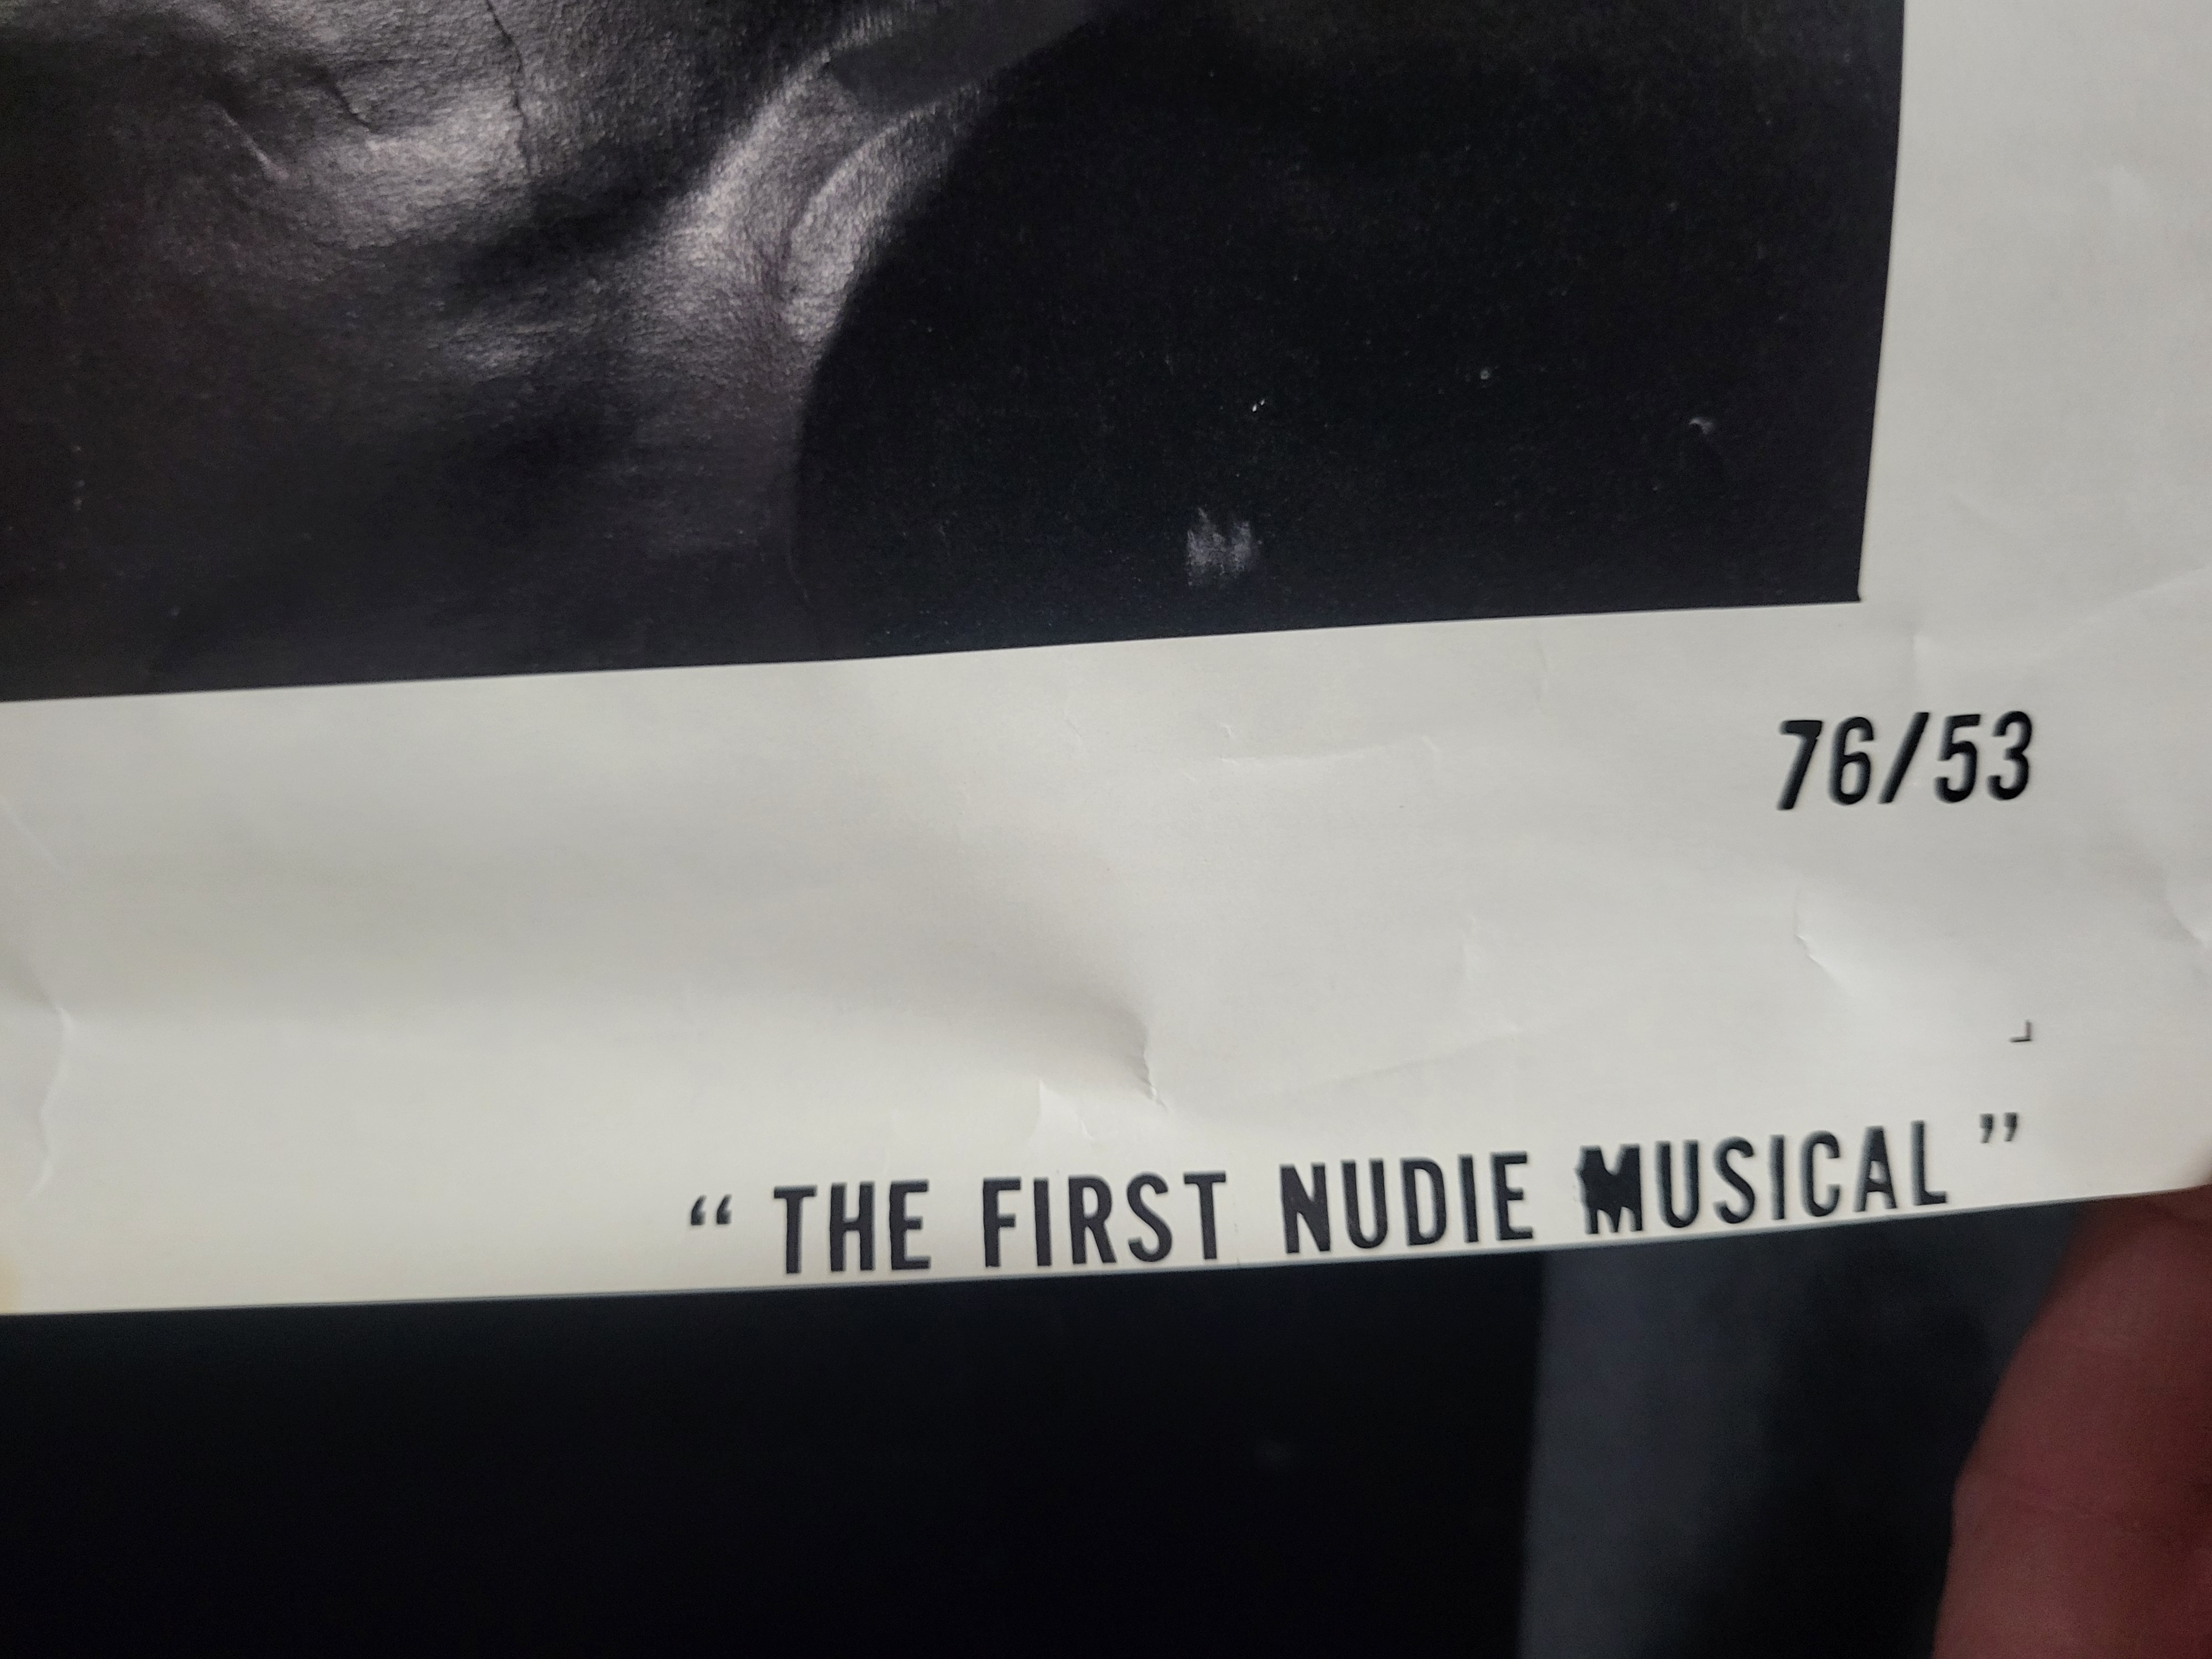 76/53
“ THE FIRST NUDIE MUSICAL ”